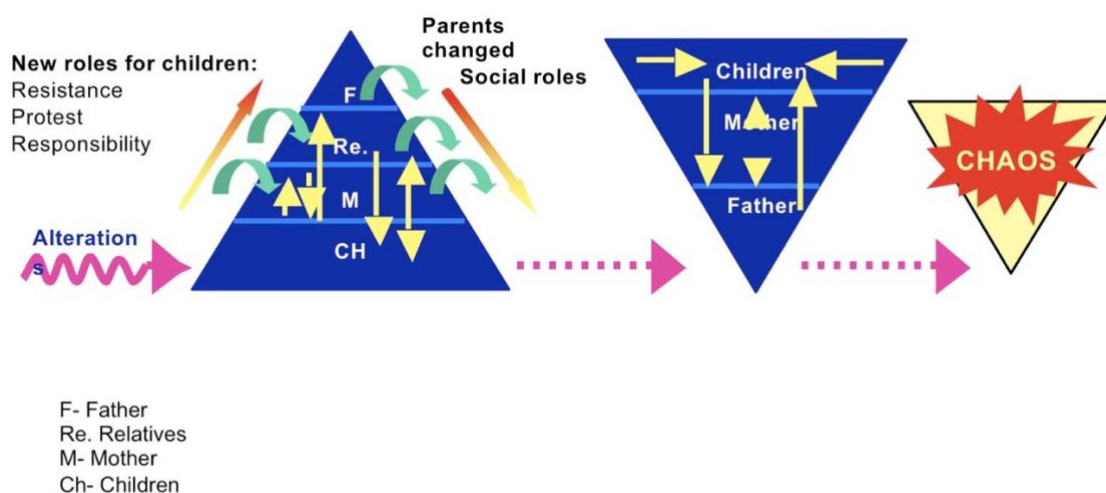 New roles for children:
Resistance
Protest
Responsibility
Parents
changed
Social roles
F
Re.
M
CH
Alteration
s
Children
Mother
Father
CHAOS
F- Father
Re. Relatives
M- Mother
Ch- Children